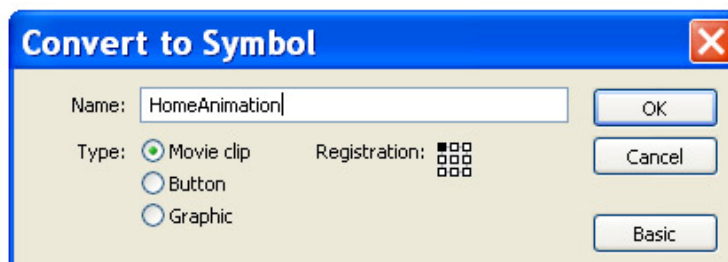 Convert to Symbol
Name: HomeAnimation OK
Type: Movie clip Registration: Cancel
Button
Graphic
Basic